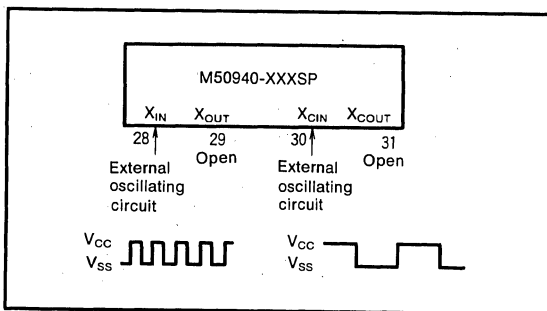 M50940-XXXSP
XIN XOUT XCIN XCOUT
28 29 30 31
Open Open
External External
oscillating oscillating
circuit circuit
VCC VCC
VSS VSS